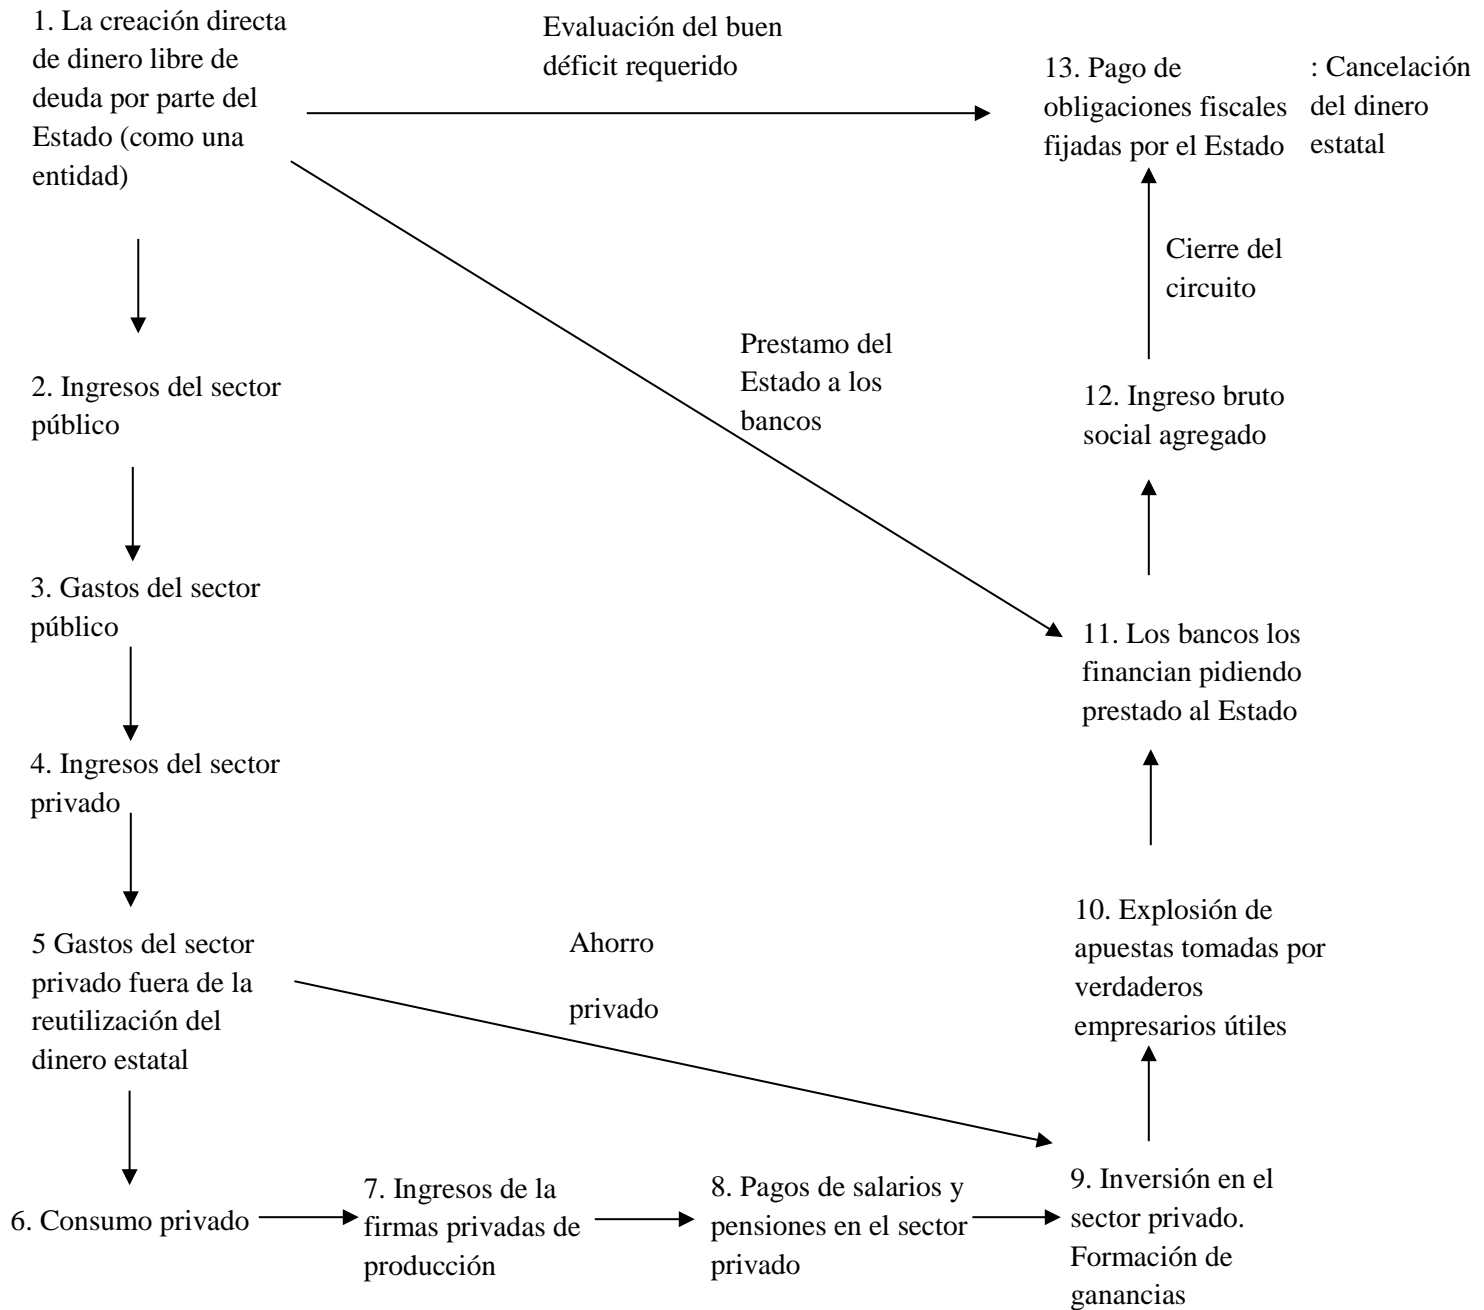 1. La creación directa
de dinero libre de
deuda por parte del
Estado (como una
entidad)
Evaluación del buen
déficit requerido
13. Pago de
obligaciones fiscales
fijadas por el Estado
: Cancelación
del dinero
estatal
Cierre del
circuito
2. Ingresos del sector
público
Prestamo del
Estado a los
bancos
12. Ingreso bruto
social agregado
3. Gastos del sector
público
11. Los bancos los
financian pidiendo
prestado al Estado
4. Ingresos del sector
privado
10. Explosión de
apuestas tomadas por
verdaderos
empresarios útiles
5 Gastos del sector
privado fuera de la
reutilización del
dinero estatal
Ahorro
privado
6. Consumo privado
7. Ingresos de la
firmas privadas de
producción
8. Pagos de salarios y
pensiones en el sector
privado
9. Inversión en el
sector privado.
Formación de
ganancias